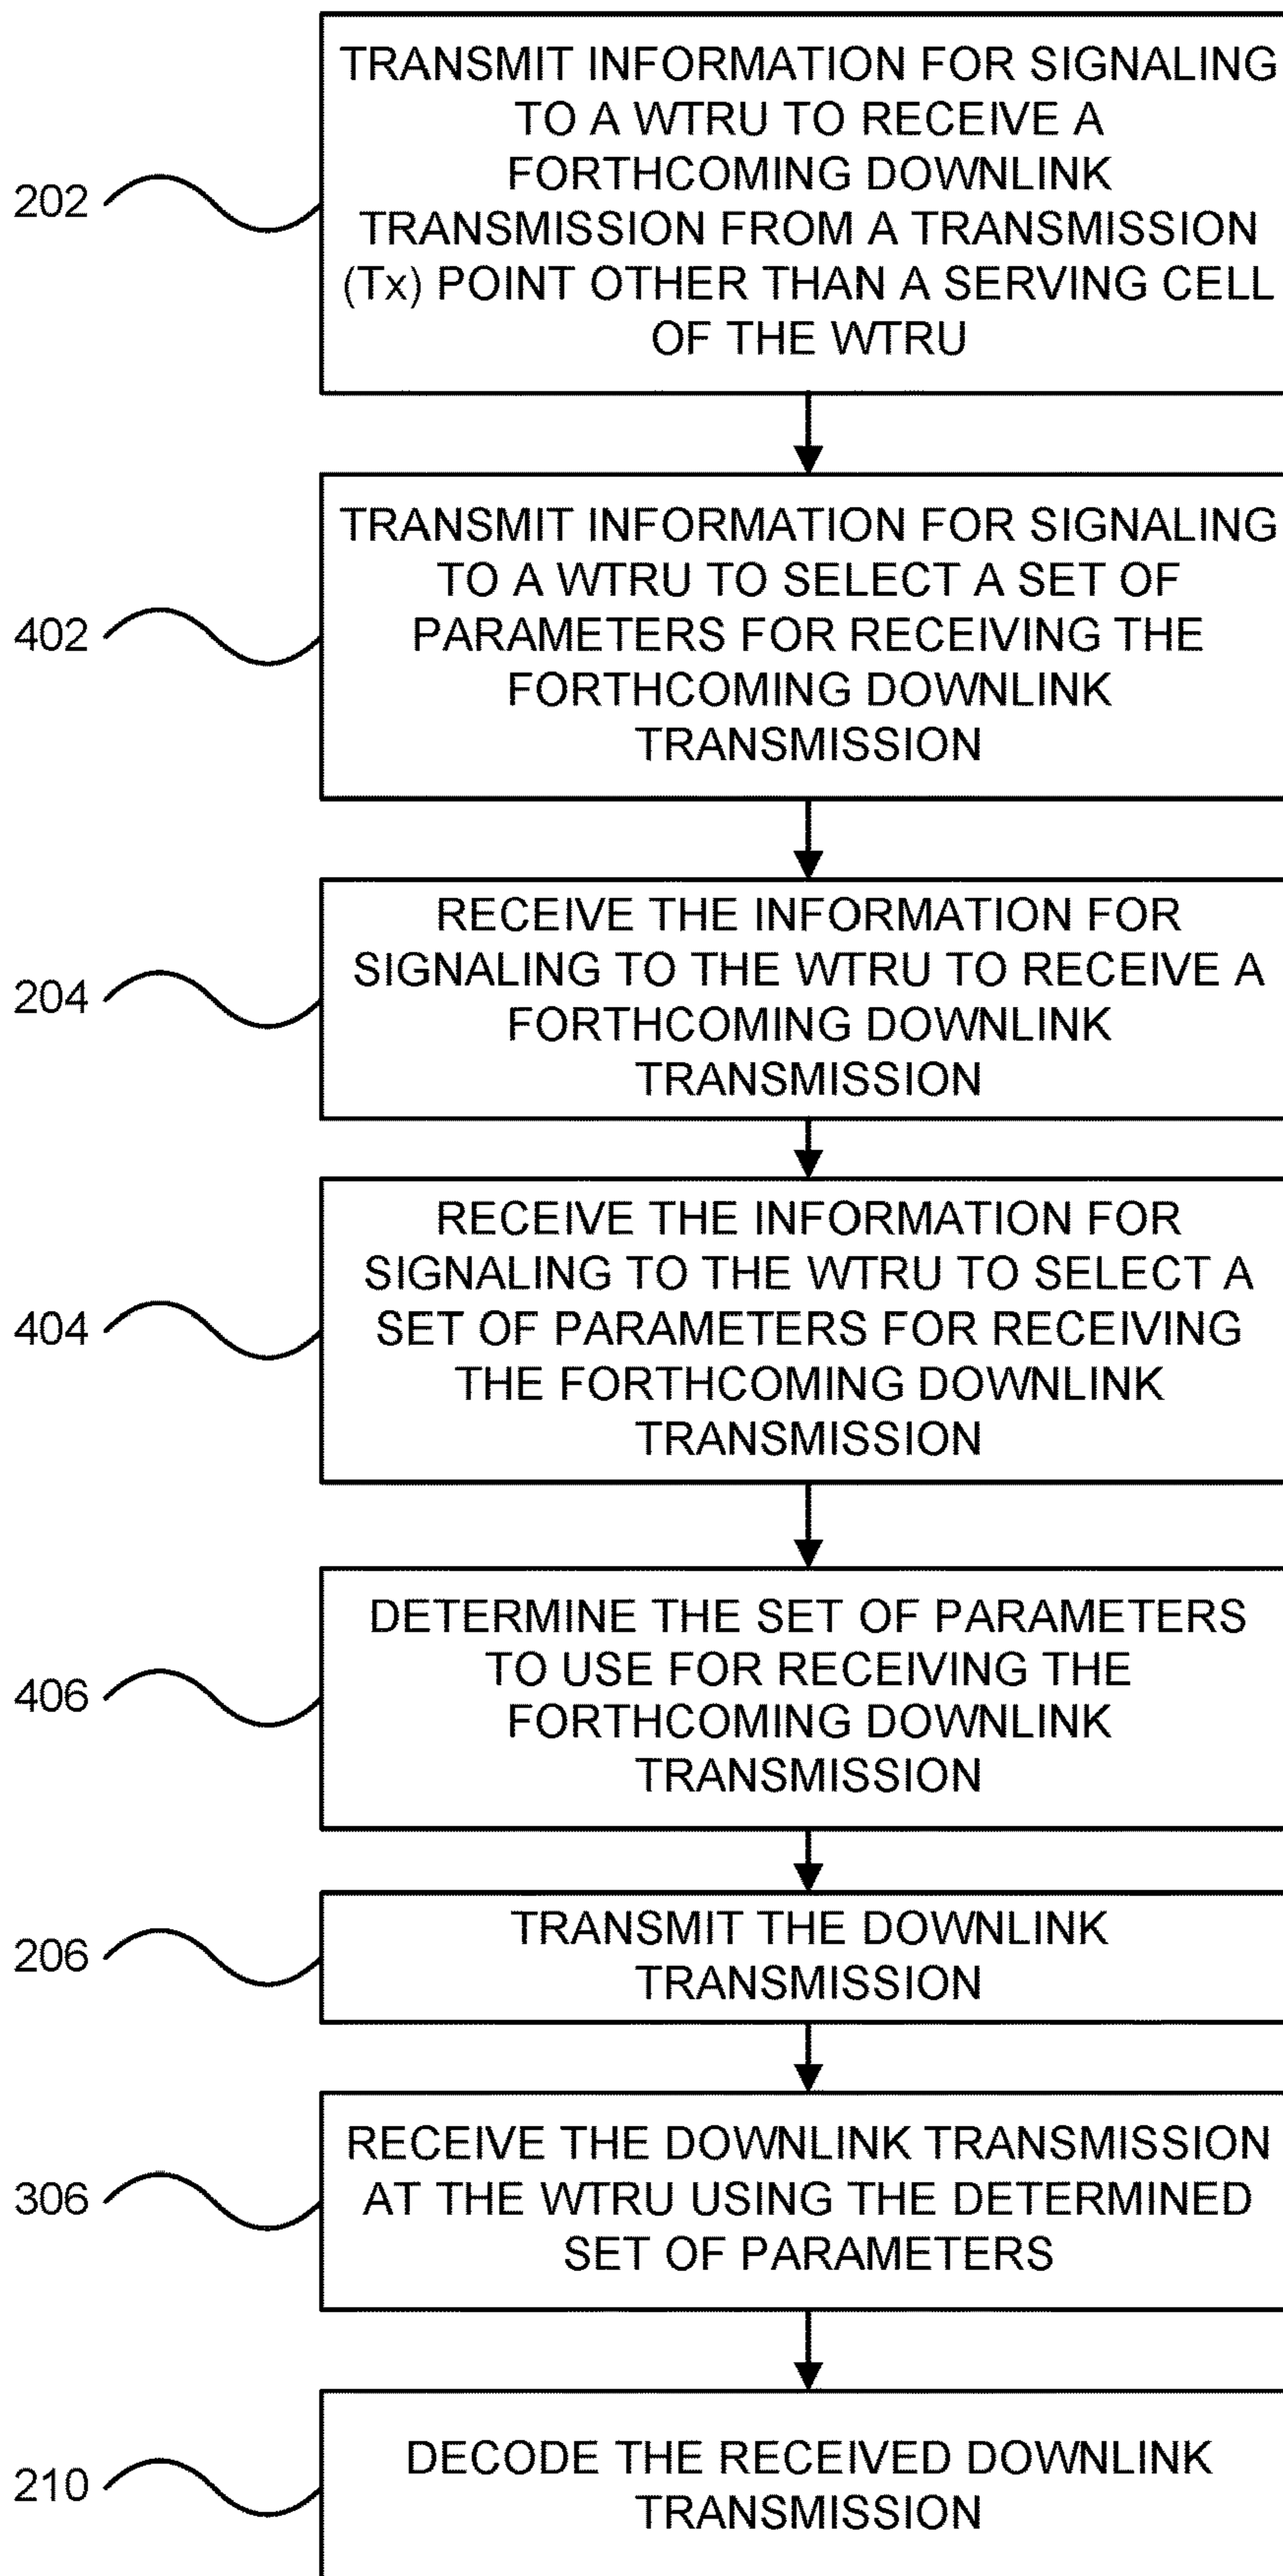 TRANSMIT INFORMATION FOR SIGNALING
TO A WTRU TO RECEIVE A
FORTHCOMING DOWNLINK
TRANSMISSION FROM A TRANSMISSION
(Tx) POINT OTHER THAN A SERVING CELL
OF THE WTRU
202
TRANSMIT INFORMATION FOR SIGNALING
TO A WTRU TO SELECT A SET OF
PARAMETERS FOR RECEIVING THE
FORTHCOMING DOWNLINK
TRANSMISSION
402
RECEIVE THE INFORMATION FOR
SIGNALING TO THE WTRU TO RECEIVE A
FORTHCOMING DOWNLINK
TRANSMISSION
204
RECEIVE THE INFORMATION FOR
SIGNALING TO THE WTRU TO SELECT A
SET OF PARAMETERS FOR RECEIVING
THE FORTHCOMING DOWNLINK
TRANSMISSION
404
DETERMINE THE SET OF PARAMETERS
TO USE FOR RECEIVING THE
FORTHCOMING DOWNLINK
TRANSMISSION
406
TRANSMIT THE DOWNLINK
TRANSMISSION
206
RECEIVE THE DOWNLINK TRANSMISSION
AT THE WTRU USING THE DETERMINED
SET OF PARAMETERS
306
DECODE THE RECEIVED DOWNLINK
TRANSMISSION
210